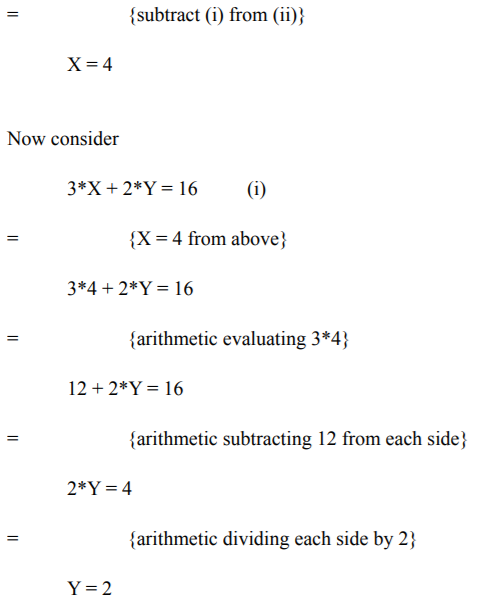 = {subtract (i) from (ii)}
X = 4
Now consider
3*X + 2*Y = 16 (i)
= {X = 4 from above}
3*4 + 2*Y = 16
= {arithmetic evaluating 3*4}
12 + 2*Y = 16
= {arithmetic subtracting 12 from each side}
2*Y = 4
= {arithmetic dividing each side by 2}
Y = 2